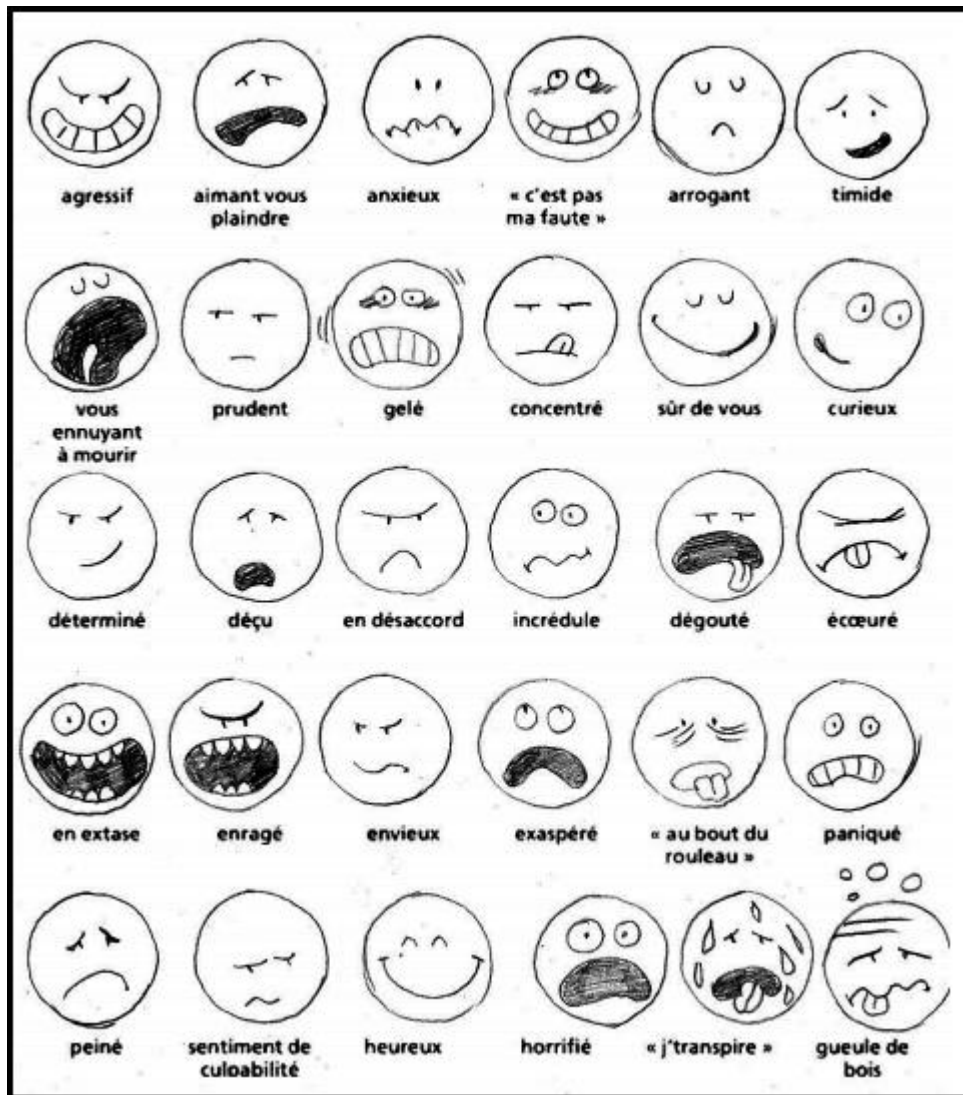 agressif
aimant vous
plaindre
anxieux
« c'est pas
ma faute »
arrogant
timide
vous
ennuyant
à mourir
prudent
gelé
concentré
sûr de vous
curieux
déterminé
déçu
en désaccord
incrédule
dégouté
écœuré
en extase
enragé
envieux
exaspéré
« au bout du
rouleau »
paniqué
peiné
sentiment de
culpabilité
heureux
horrifié
« j'transpire »
gueule de
bois